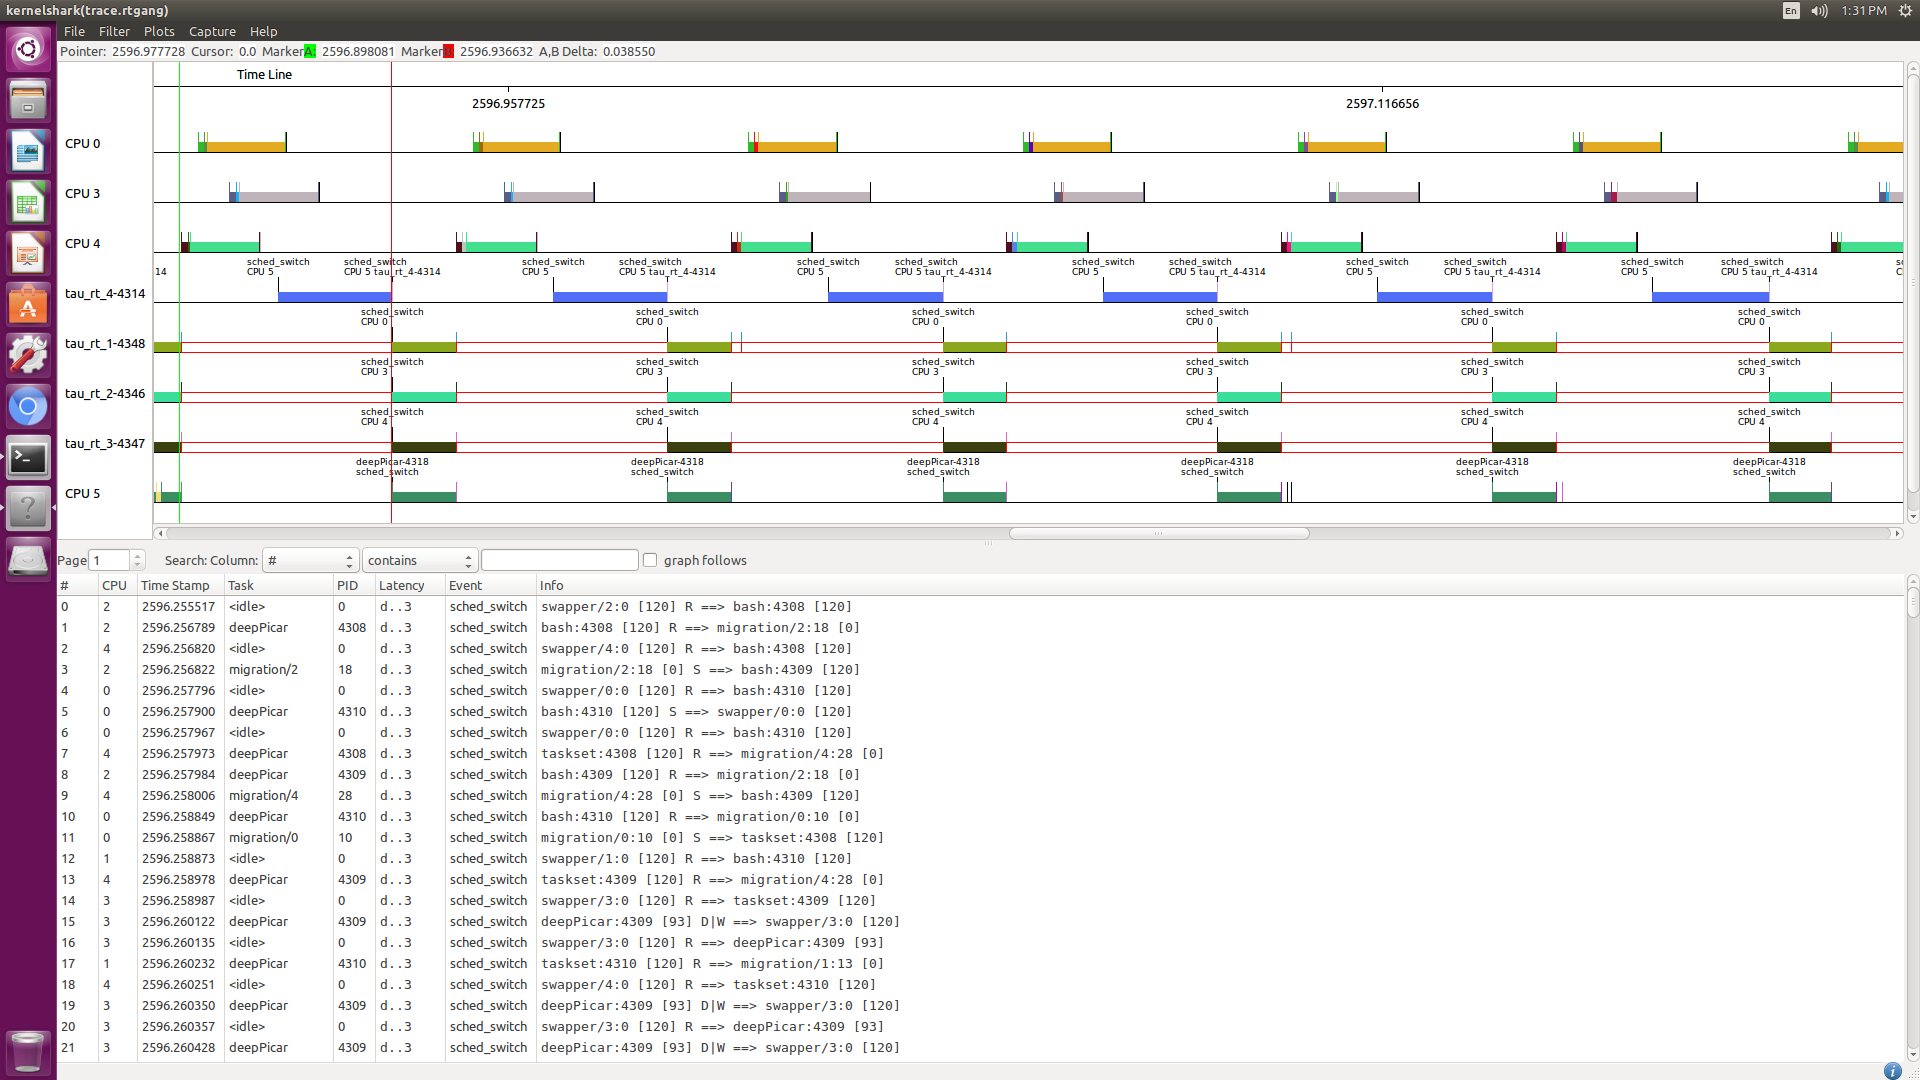 kernelshark(trace.rtgang) En 1:31 PM
File Filter Plots Capture Help
Pointer: 2596.977728 Cursor: 0.0 Marker A: 2596.898081 Marker B: 2596.936632 A,B Delta: 0.038550
Time Line
2596.957725 2597.116656
CPU 0
CPU 3
CPU 4
sched_switch sched_switch sched_switch sched_switch sched_switch sched_switch sched_switch sched_switch sched_switch sched_switch sched_switch sched_switch
14 CPU 5 CPU 5 tau_rt_4-4314 CPU 5 CPU 5 tau_rt_4-4314 CPU 5 CPU 5 tau_rt_4-4314 CPU 5 CPU 5 tau_rt_4-4314 CPU 5 CPU 5 tau_rt_4-4314 CPU 5 CPU 5 tau_rt_4-4314
tau_rt_4-4314
sched_switch sched_switch sched_switch sched_switch sched_switch sched_switch
CPU 0 CPU 0 CPU 0 CPU 0 CPU 0 CPU 0
tau_rt_1-4348
sched_switch sched_switch sched_switch sched_switch sched_switch sched_switch
CPU 3 CPU 3 CPU 3 CPU 3 CPU 3 CPU 3
tau_rt_2-4346
sched_switch sched_switch sched_switch sched_switch sched_switch sched_switch
CPU 4 CPU 4 CPU 4 CPU 4 CPU 4 CPU 4
tau_rt_3-4347
deepPicar-4318 deepPicar-4318 deepPicar-4318 deepPicar-4318 deepPicar-4318 deepPicar-4318
sched_switch sched_switch sched_switch sched_switch sched_switch sched_switch
CPU 5
Page 1 Search: Column: # contains graph follows
# CPU Time Stamp Task PID Latency Event Info
0 2 2596.255517 <idle> 0 d..3 sched_switch swapper/2:0 [120] R ==> bash:4308 [120]
1 2 2596.256789 deepPicar 4308 d..3 sched_switch bash:4308 [120] R ==> migration/2:18 [0]
2 4 2596.256820 <idle> 0 d..3 sched_switch swapper/4:0 [120] R ==> bash:4308 [120]
3 2 2596.256822 migration/2 18 d..3 sched_switch migration/2:18 [0] S ==> bash:4309 [120]
4 0 2596.257796 <idle> 0 d..3 sched_switch swapper/0:0 [120] R ==> bash:4310 [120]
5 0 2596.257900 deepPicar 4310 d..3 sched_switch bash:4310 [120] S ==> swapper/0:0 [120]
6 0 2596.257967 <idle> 0 d..3 sched_switch swapper/0:0 [120] R ==> bash:4310 [120]
7 4 2596.257973 deepPicar 4308 d..3 sched_switch taskset:4308 [120] R ==> migration/4:28 [0]
8 2 2596.257984 deepPicar 4309 d..3 sched_switch bash:4309 [120] R ==> migration/2:18 [0]
9 4 2596.258006 migration/4 28 d..3 sched_switch migration/4:28 [0] S ==> bash:4309 [120]
10 0 2596.258849 deepPicar 4310 d..3 sched_switch bash:4310 [120] R ==> migration/0:10 [0]
11 0 2596.258867 migration/0 10 d..3 sched_switch migration/0:10 [0] S ==> taskset:4308 [120]
12 1 2596.258873 <idle> 0 d..3 sched_switch swapper/1:0 [120] R ==> bash:4310 [120]
13 4 2596.258978 deepPicar 4309 d..3 sched_switch taskset:4309 [120] R ==> migration/4:28 [0]
14 3 2596.258987 <idle> 0 d..3 sched_switch swapper/3:0 [120] R ==> taskset:4309 [120]
15 3 2596.260122 deepPicar 4309 d..3 sched_switch deepPicar:4309 [93] D|W ==> swapper/3:0 [120]
16 3 2596.260135 <idle> 0 d..3 sched_switch swapper/3:0 [120] R ==> deepPicar:4309 [93]
17 1 2596.260232 deepPicar 4310 d..3 sched_switch taskset:4310 [120] R ==> migration/1:13 [0]
18 4 2596.260251 <idle> 0 d..3 sched_switch swapper/4:0 [120] R ==> taskset:4310 [120]
19 3 2596.260350 deepPicar 4309 d..3 sched_switch deepPicar:4309 [93] D|W ==> swapper/3:0 [120]
20 3 2596.260357 <idle> 0 d..3 sched_switch swapper/3:0 [120] R ==> deepPicar:4309 [93]
21 3 2596.260428 deepPicar 4309 d..3 sched_switch deepPicar:4309 [93] D|W ==> swapper/3:0 [120]